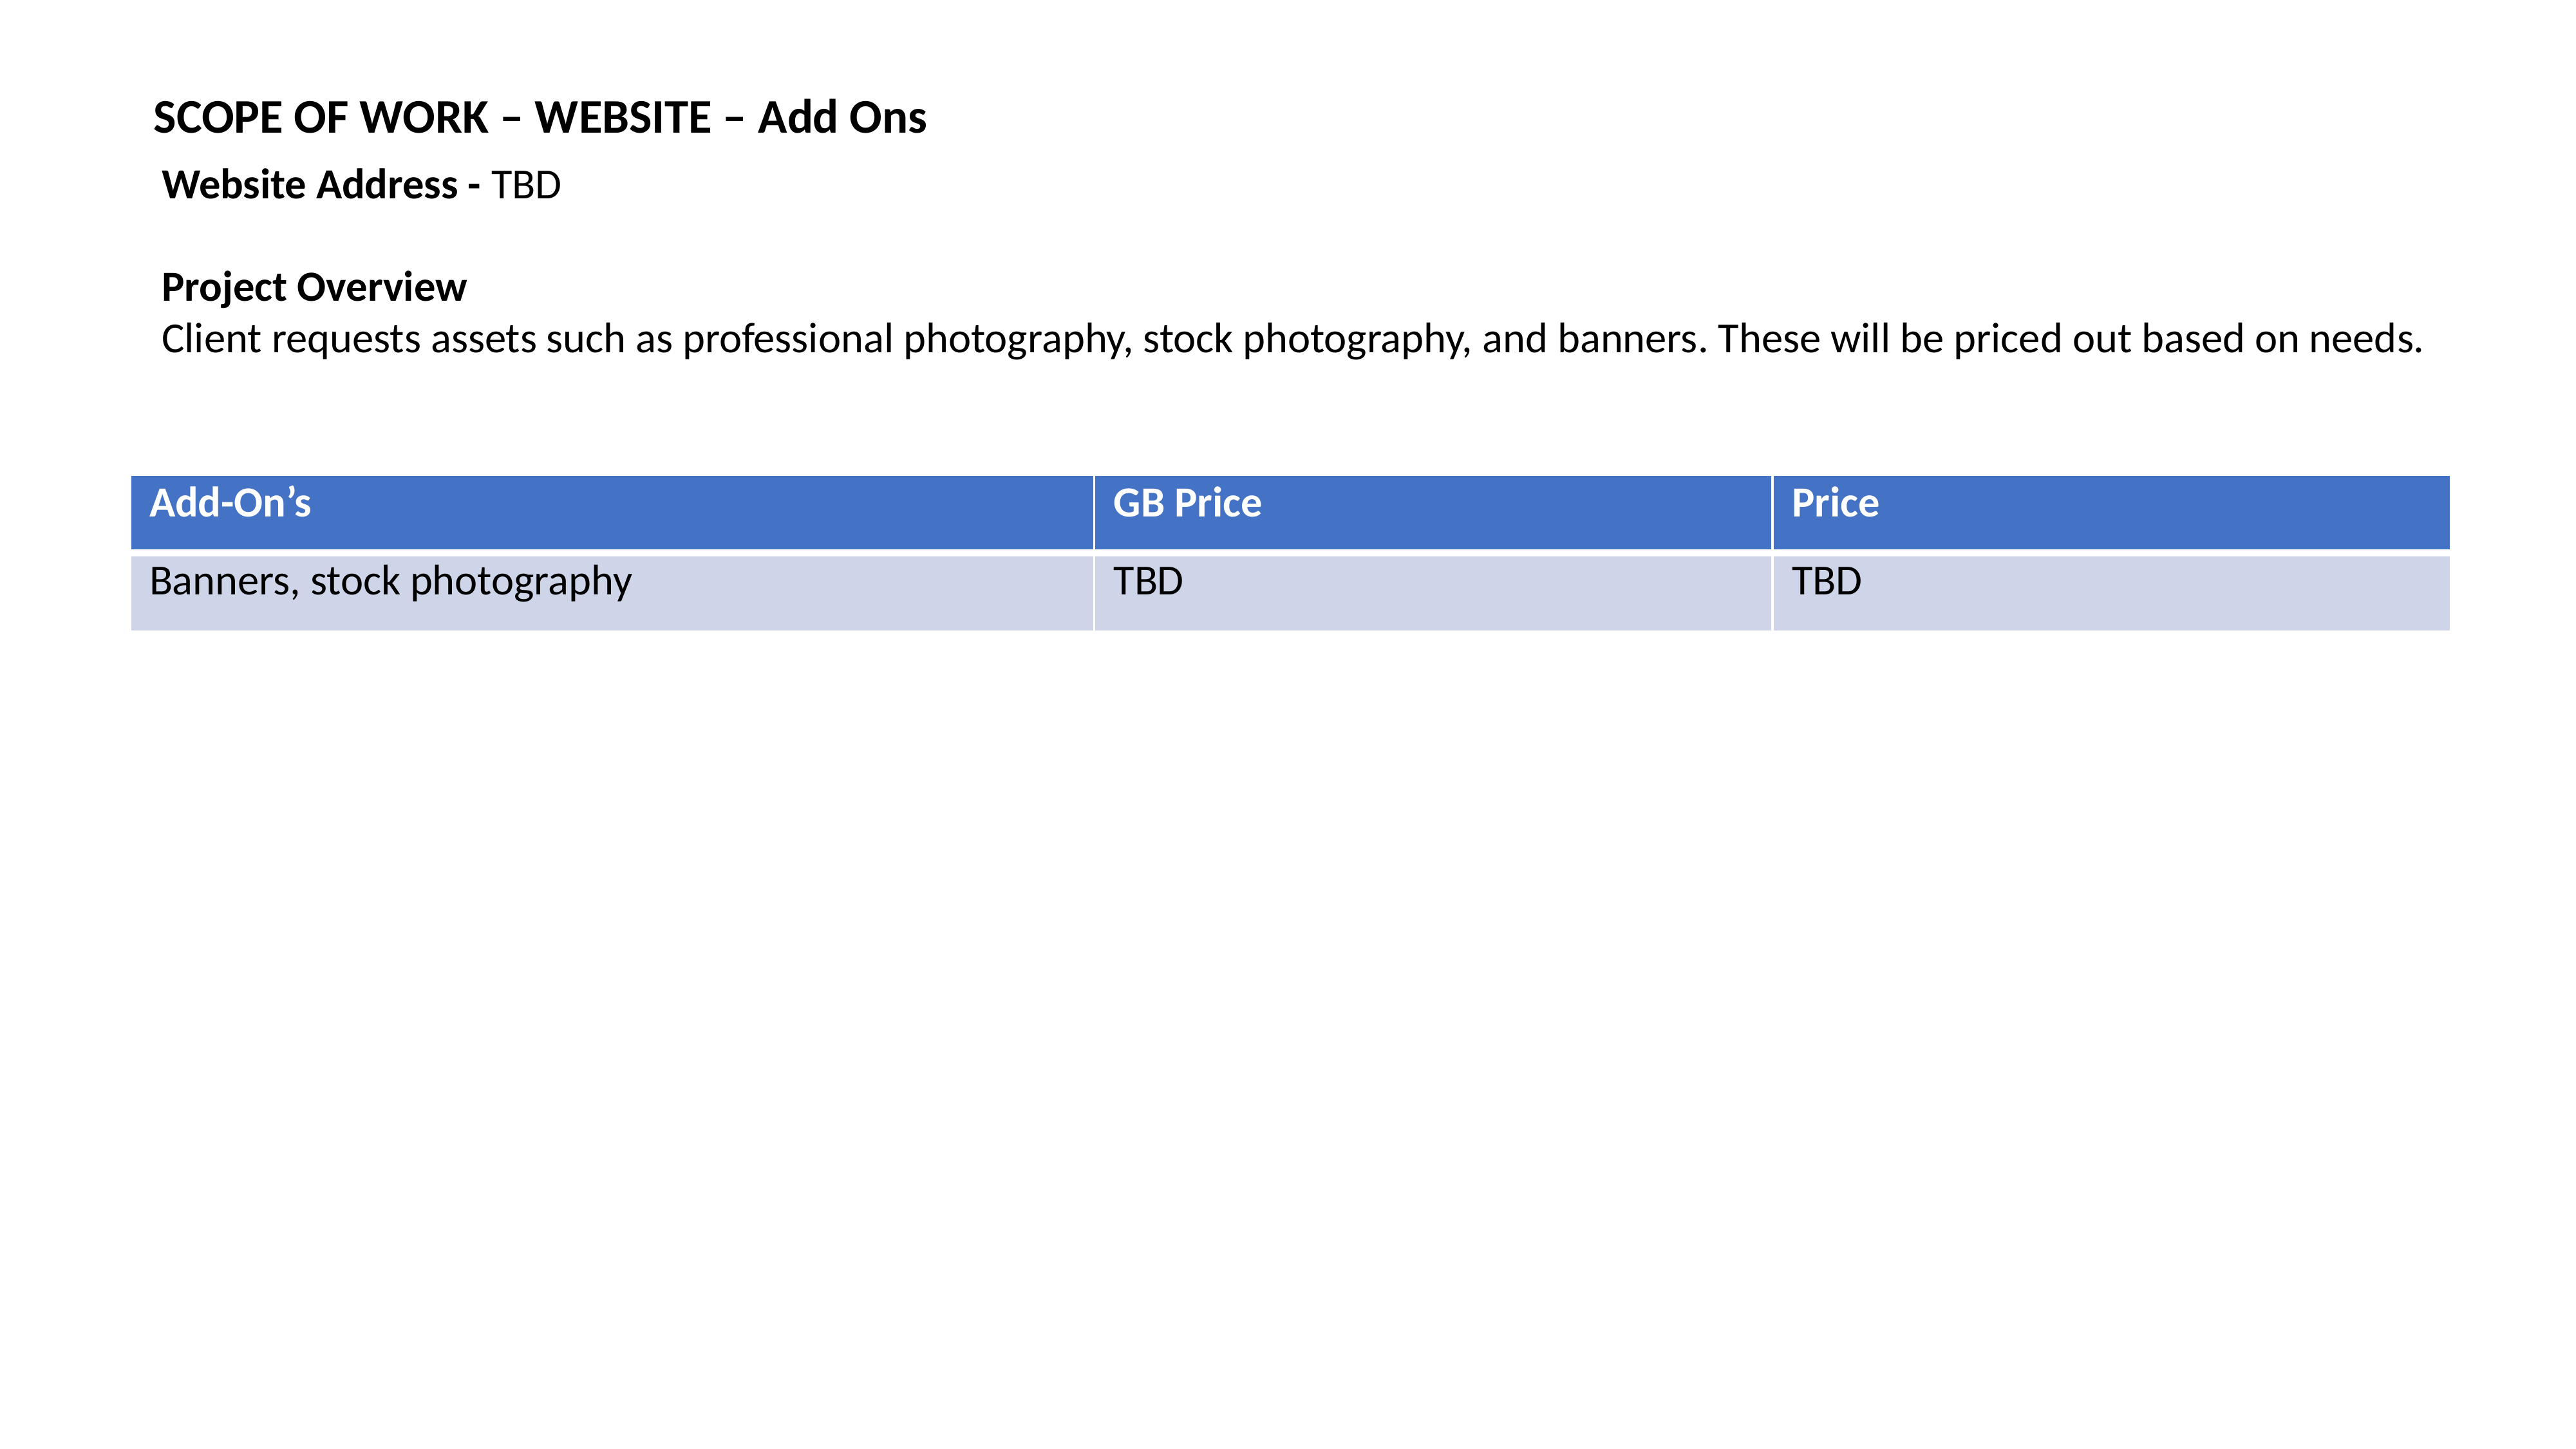 SCOPE OF WORK – WEBSITE – Add Ons
Website Address - TBD
Project Overview
Client requests assets such as professional photography, stock photography, and banners. These will be priced out based on needs.
Add-On’s GB Price Price
Banners, stock photography TBD TBD